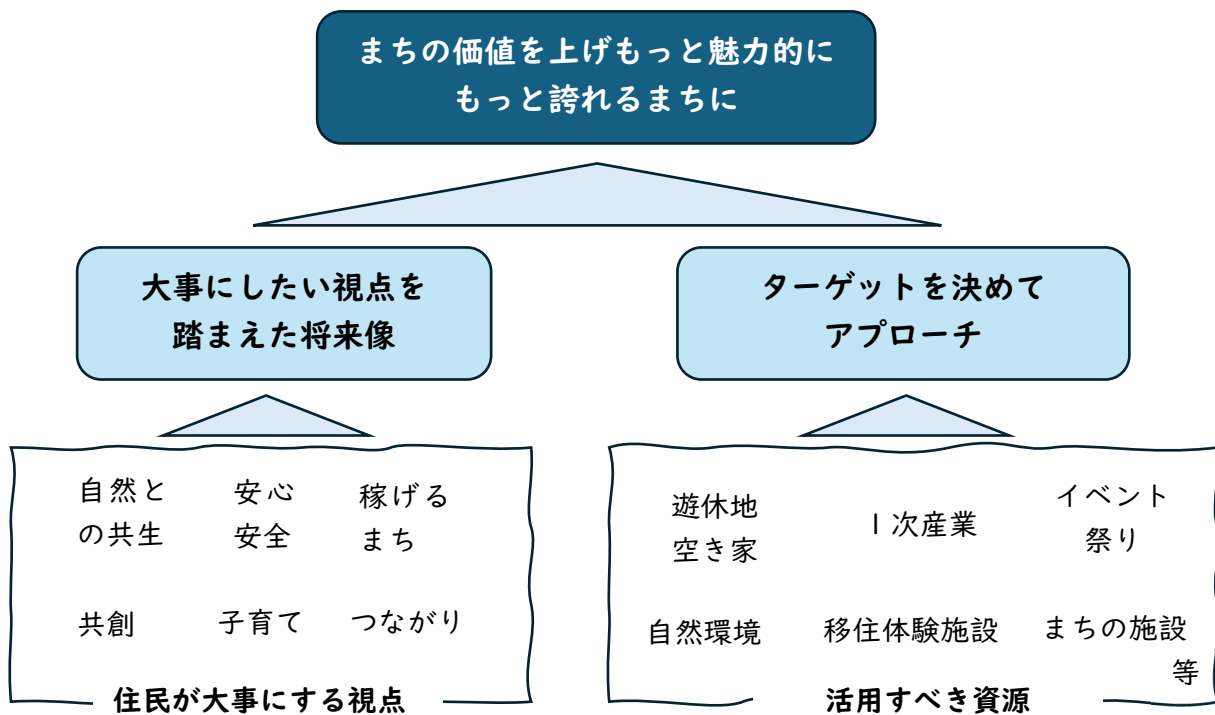 まちの価値を上げもっと魅力的に
もっと誇れるまちに
大事にしたい視点を
踏まえた将来像
ターゲットを決めて
アプローチ
自然と
の共生
安心
安全
稼げる
まち
共創
子育て
つながり
住民が大事にする視点
遊休地
空き家
1次産業
イベント
祭り
自然環境
移住体験施設
まちの施設
等
活用すべき資源